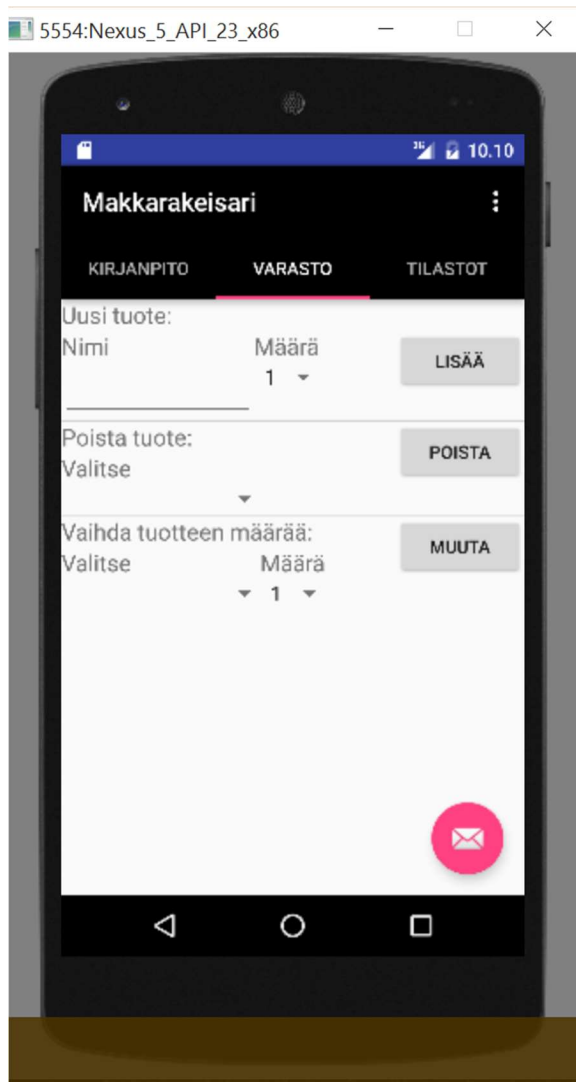 5554:Nexus_5_API_23_x86
3G 10.10
Makkarakeisari
KIRJANPITO VARASTO TILASTOT
Uusi tuote:
Nimi Määrä LISÄÄ
1
Poista tuote: POISTA
Valitse
Vaihda tuotteen määrää: MUUTA
Valitse Määrä
1